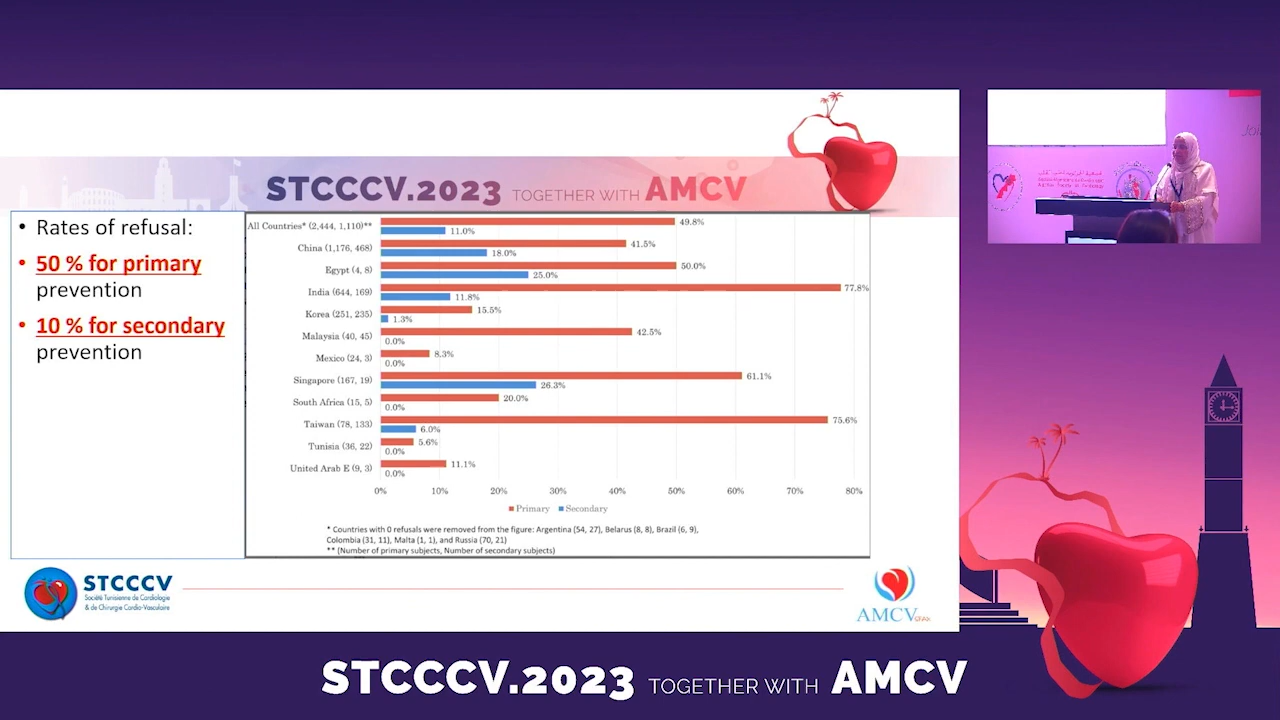 STCCCV.2023 TOGETHER WITH AMCV
• Rates of refusal:
• 50 % for primary
prevention
• 10 % for secondary
prevention
All Countries* (2,444, 1,110)** 49.8% 11.0%
China (1,176, 468) 41.5% 18.0%
Egypt (4, 8) 50.0% 25.0%
India (644, 169) 77.8% 11.8%
Korea (251, 235) 15.5% 1.3%
Malaysia (40, 45) 42.5% 0.0%
Mexico (24, 3) 8.3% 0.0%
Singapore (167, 19) 61.1% 26.3%
South Africa (15, 5) 20.0% 0.0%
Taiwan (78, 133) 75.6% 6.0%
Tunisia (36, 22) 5.6% 0.0%
United Arab E (9, 3) 11.1% 0.0%
0% 10% 20% 30% 40% 50% 60% 70% 80%
Primary Secondary
* Countries with 0 refusals were removed from the figure: Argentina (54, 27), Belarus (8, 8), Brazil (6, 9),
Colombia (31, 11), Malta (1, 1), and Russia (70, 21)
** (Number of primary subjects, Number of secondary subjects)
STCCCV
Société Tunisienne de Cardiologie
& de Chirurgie Cardio-Vasculaire
AMCV
STCCCV.2023 TOGETHER WITH AMCV